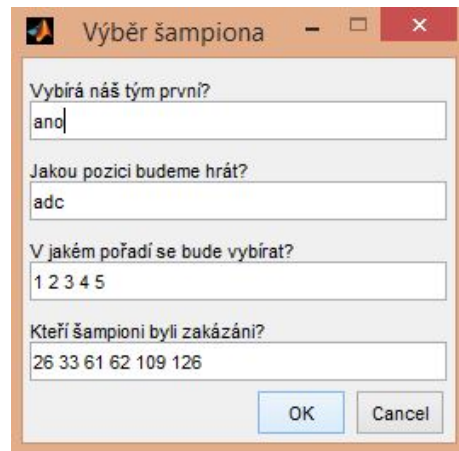 Výběr šampiona
Vybírá náš tým první?
ano
Jakou pozici budeme hrát?
adc
V jakém pořadí se bude vybírat?
1 2 3 4 5
Kteří šampioni byli zakázáni?
26 33 61 62 109 126
OK Cancel